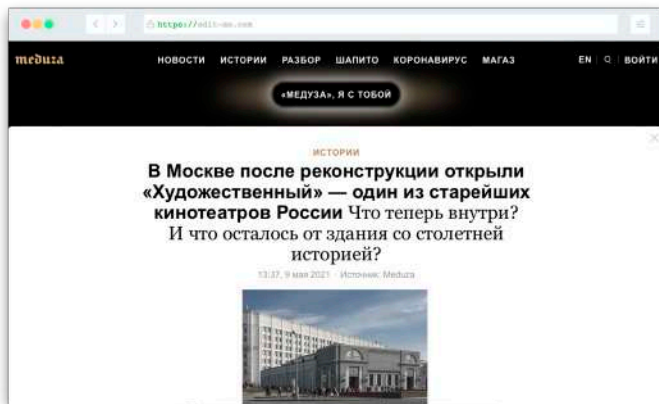 https://edit-me.com
meduza
НОВОСТИ ИСТОРИИ РАЗБОР ШАПИТО КОРОНАВИРУС МАГАЗ EN ВОЙТИ
«МЕДУЗА», Я С ТОБОЙ
ИСТОРИИ
В Москве после реконструкции открыли
«Художественный» — один из старейших
кинотеатров России Что теперь внутри?
И что осталось от здания со столетней
историей?
13:37, 9 мая 2021 · Источник: Meduza